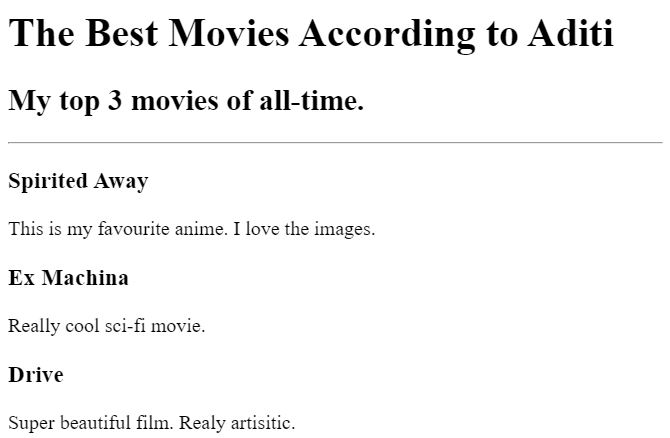 The Best Movies According to Aditi
My top 3 movies of all-time.
Spirited Away
This is my favourite anime. I love the images.
Ex Machina
Really cool sci-fi movie.
Drive
Super beautiful film. Realy artisitic.